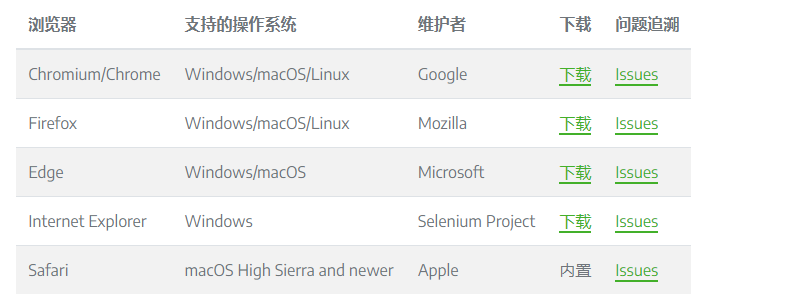 浏览器 支持的操作系统 维护者 下载 问题追溯
Chromium/Chrome Windows/macOS/Linux Google 下载 Issues
Firefox Windows/macOS/Linux Mozilla 下载 Issues
Edge Windows/macOS Microsoft 下载 Issues
Internet Explorer Windows Selenium Project 下载 Issues
Safari macOS High Sierra and newer Apple 内置 Issues